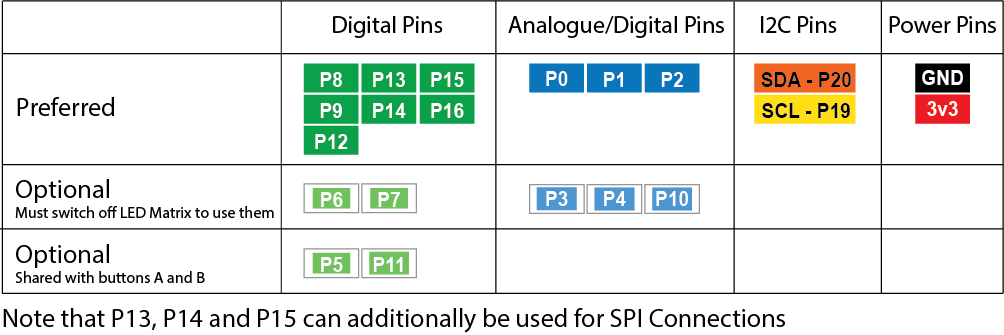 Digital Pins Analogue/Digital Pins I2C Pins Power Pins
Preferred
P8 P13 P15
P9 P14 P16
P12
P0 P1 P2
SDA - P20
SCL - P19
GND
3v3
Optional
Must switch off LED Matrix to use them
P6 P7
P3 P4 P10
Optional
Shared with buttons A and B
P5 P11
Note that P13, P14 and P15 can additionally be used for SPI Connections